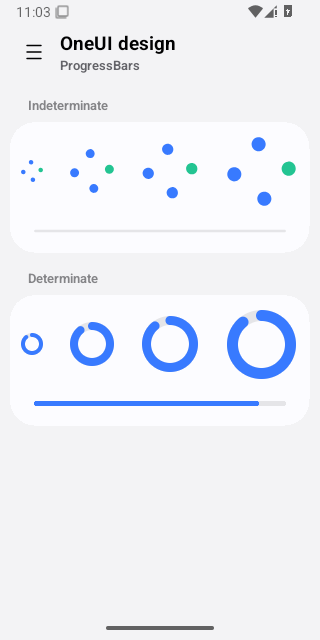 11:03
OneUI design
ProgressBars
Indeterminate
Determinate